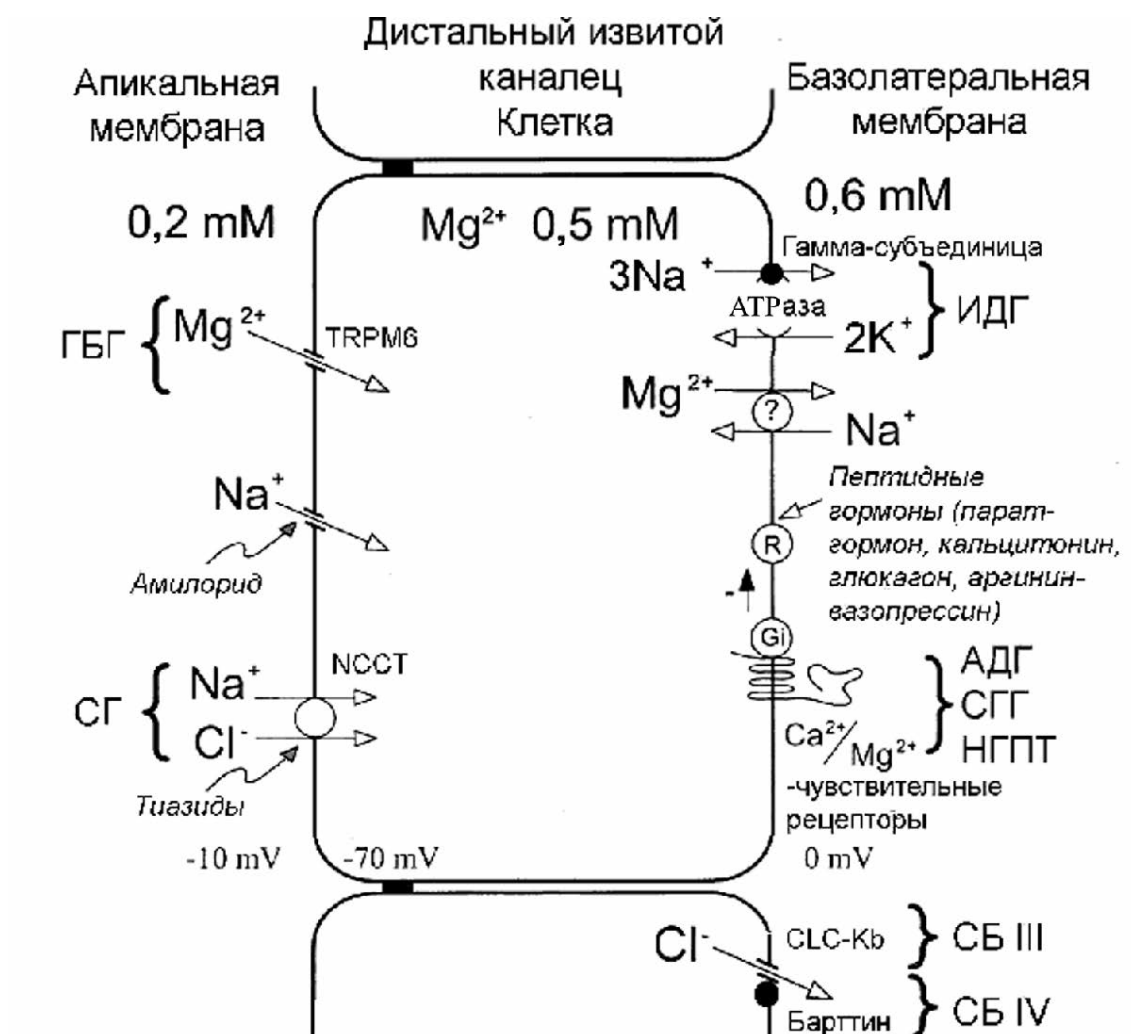 Дистальный извитой
каналец
Клетка
Апикальная
мембрана
Базолатеральная
мембрана
0,2 mM
Mg²⁺ 0,5 mM
0,6 mM
Гамма-субъединица
3Na⁺
АТРаза
2K⁺
ИДГ
ГБГ
Mg²⁺
TRPM6
Mg²⁺
?
Na⁺
Na⁺
Амилорид
Пептидные
гормоны (парат-
гормон, кальцитонин,
глюкагон, аргинин-
вазопрессин)
R
-
Gi
СГ
Na⁺
NCCT
Cl⁻
Тиазиды
АДГ
СГГ
НГПТ
Ca²⁺/Mg²⁺
-чувствительные
рецепторы
-10 mV
-70 mV
0 mV
Cl⁻
CLC-Kb
СБ III
Барттин
СБ IV